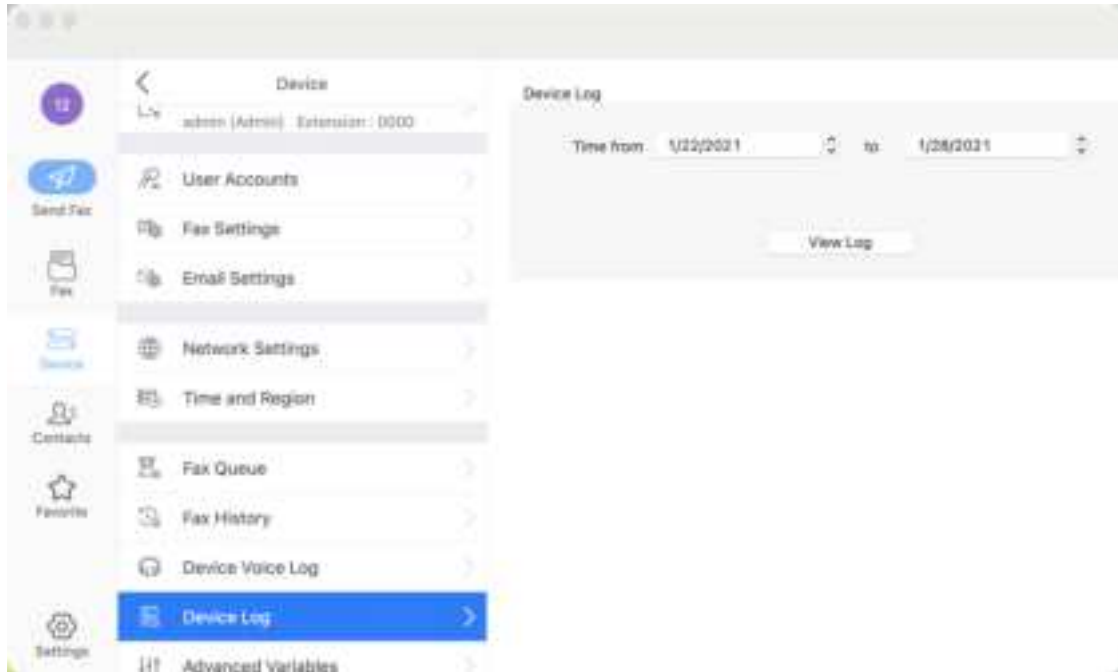 12
Send Fax
Fax
Device
Contacts
Favorite
Settings
Device
admin (Admin) Extension : 0000
User Accounts
Fax Settings
Email Settings
Network Settings
Time and Region
Fax Queue
Fax History
Device Voice Log
Device Log
Advanced Variables
Device Log
Time from 1/22/2021 to 1/28/2021
View Log